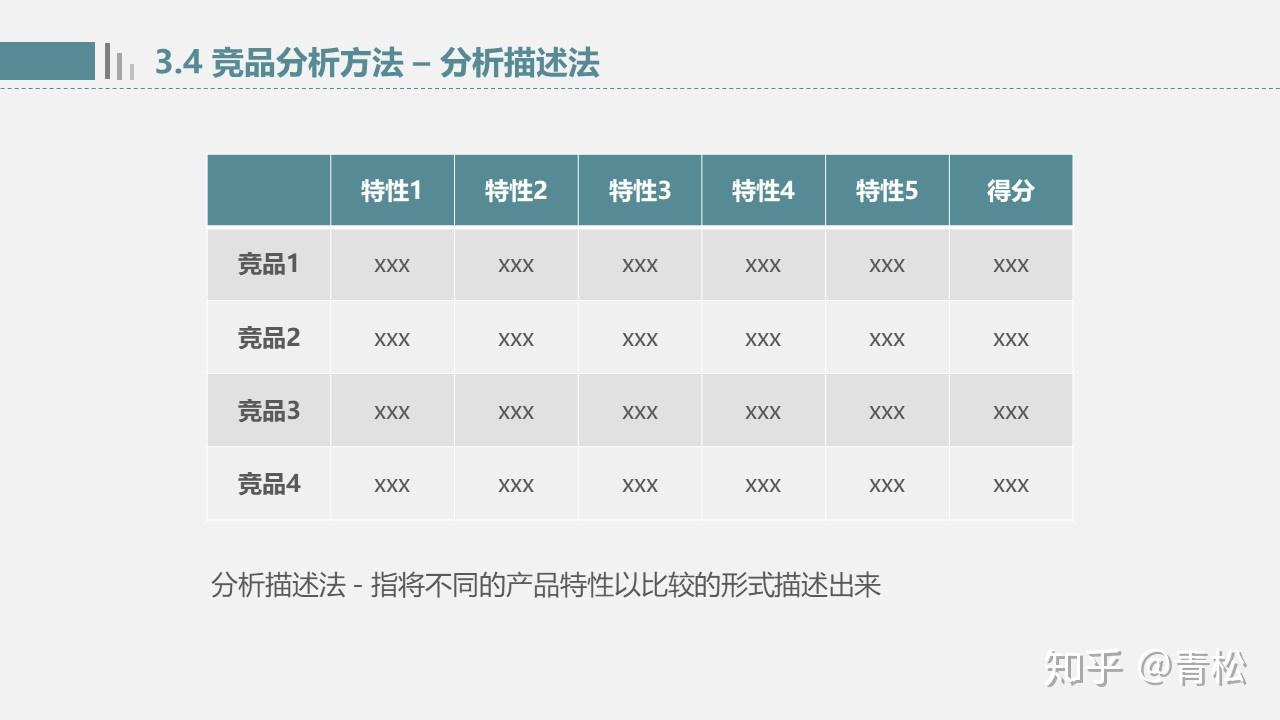 3.4 竞品分析方法 – 分析描述法
特性1 特性2 特性3 特性4 特性5 得分
竞品1 xxx xxx xxx xxx xxx xxx
竞品2 xxx xxx xxx xxx xxx xxx
竞品3 xxx xxx xxx xxx xxx xxx
竞品4 xxx xxx xxx xxx xxx xxx
分析描述法 - 指将不同的产品特性以比较的形式描述出来
知乎 @青松